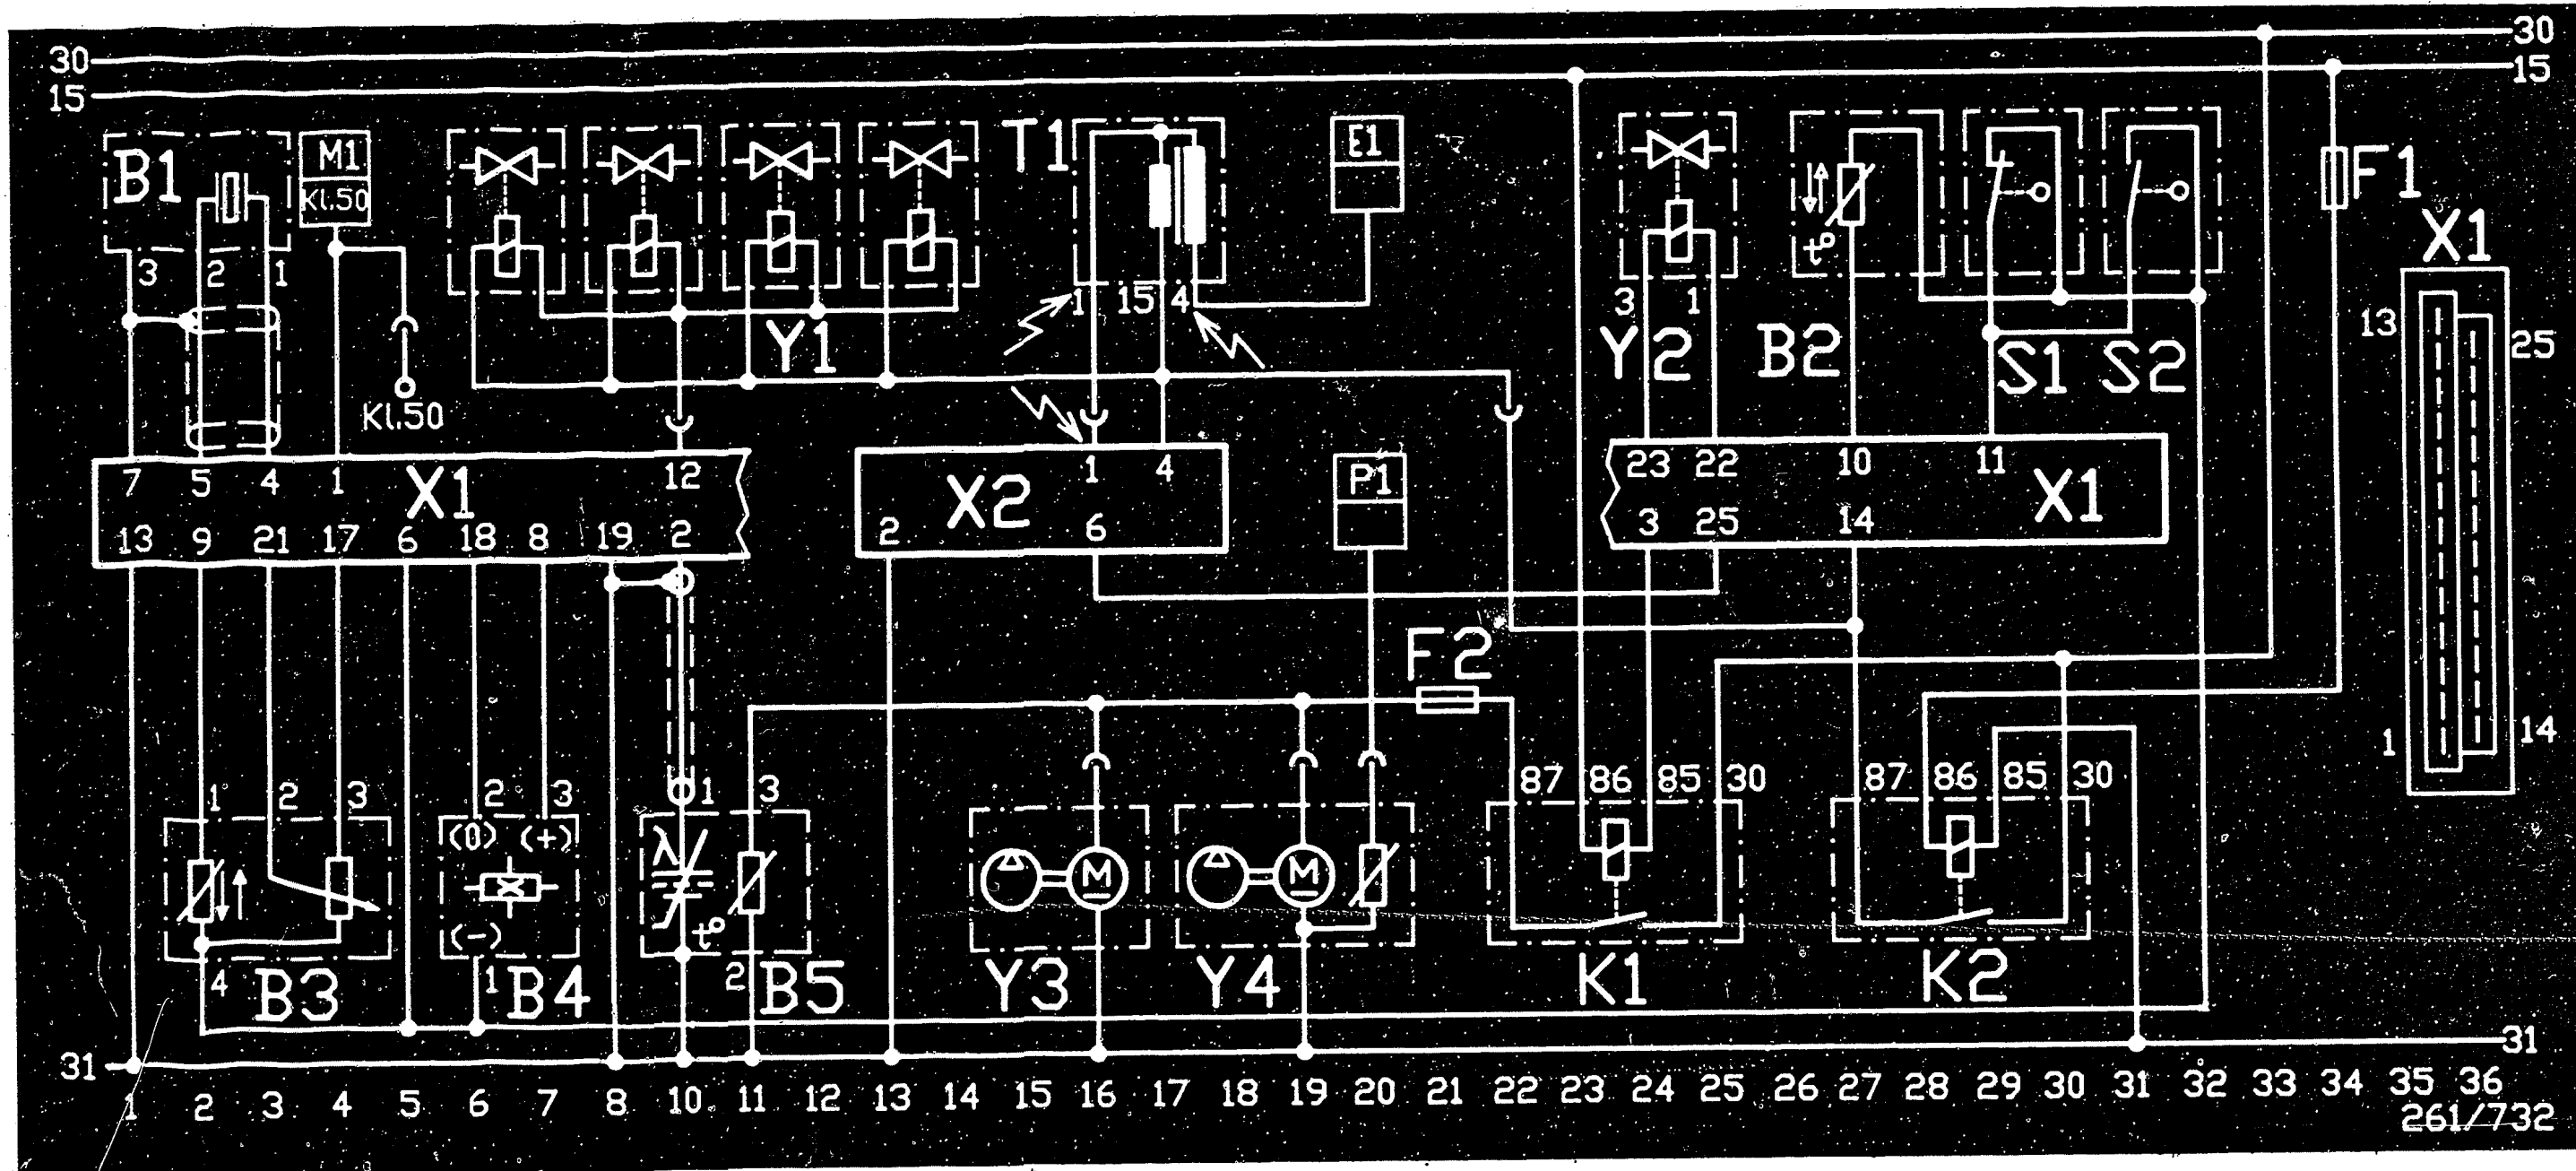 30 30
15 15
B1 M1 T1 E1 F1
Kl.50
3 2 1 1 15 4 3 1 t° X1
Y1 Y2 B2 S1 S2 13 25
Kl.50
7 5 4 1 X1 12 1 4 P1 23 22 10 11
X2 X1
13 9 21 17 6 18 8 19 2 2 6 3 25 14
F2
1 14
1 2 3 2 3 1 3 87 86 85 30 87 86 85 30
(0) (+) λ
M M
(-) t°
4 B3 1 B4 2 B5 Y3 Y4 K1 K2
31 31
1 2 3 4 5 6 7 8 10 11 12 13 14 15 16 17 18 19 20 21 22 23 24 25 26 27 28 29 30 31 32 33 34 35 36
261/732